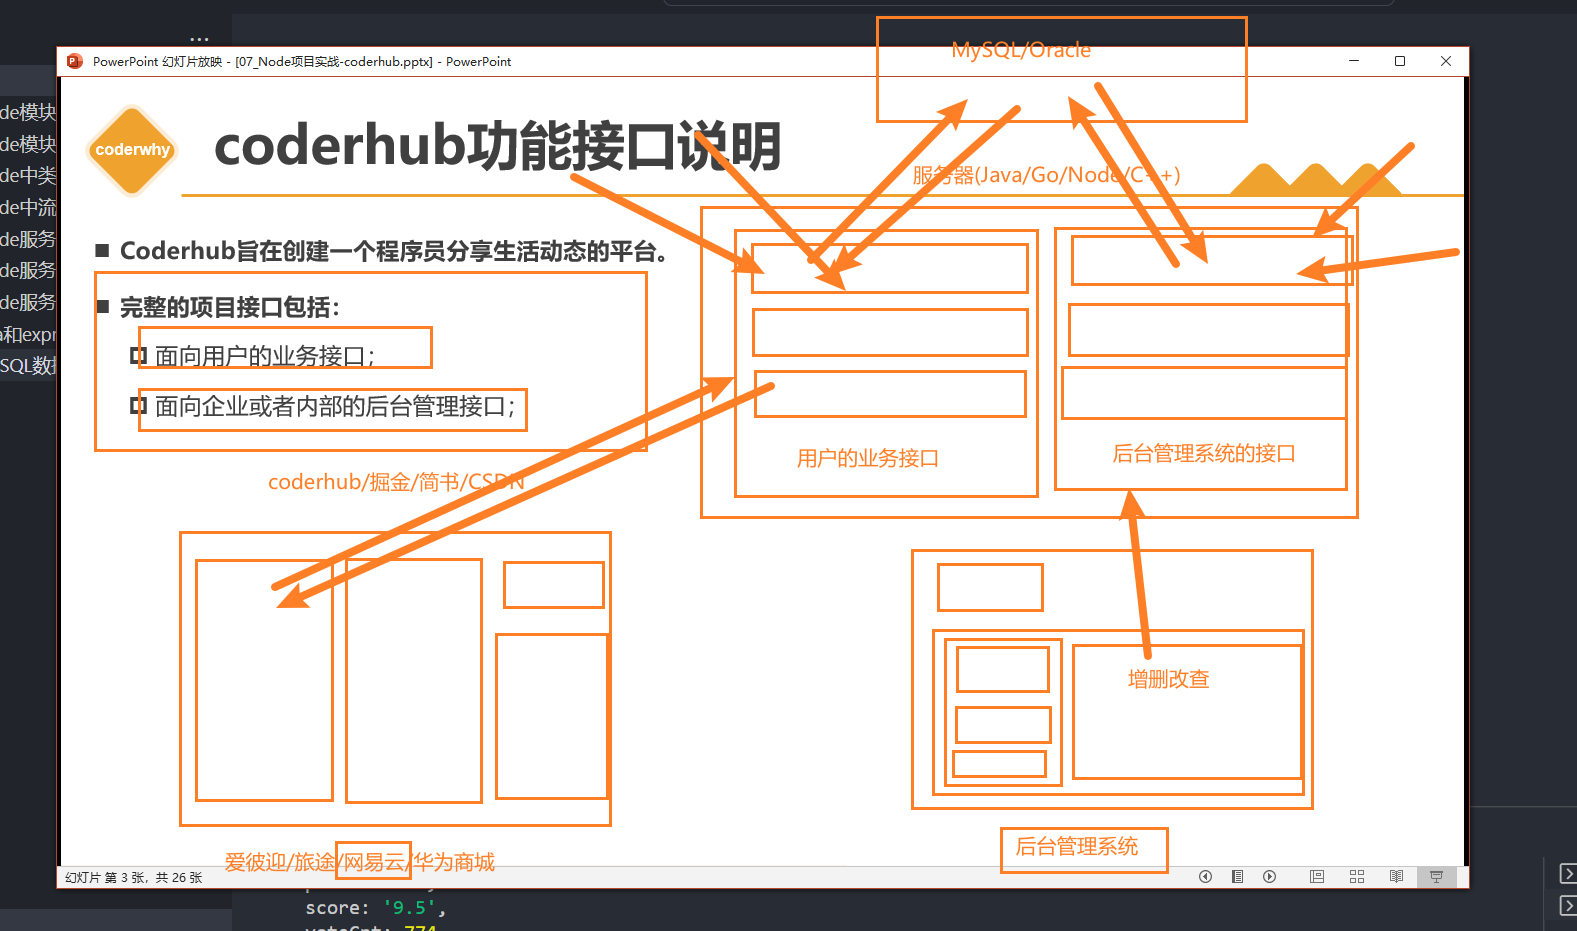 ...
MySQL/Oracle
PowerPoint 幻灯片放映 - [07_Node项目实战-coderhub.pptx] - PowerPoint
de模块
de模块
de中类
de中流
de服务
de服务
de服务
a和expr
SQL数据
coderwhy
coderhub功能接口说明
服务器(Java/Go/Node/C++)
■ Coderhub旨在创建一个程序员分享生活动态的平台。
■ 完整的项目接口包括：
面向用户的业务接口；
面向企业或者内部的后台管理接口；
用户的业务接口
后台管理系统的接口
coderhub/掘金/简书/CSDN
增删改查
后台管理系统
爱彼迎/旅途/网易云/华为商城
幻灯片 第 3 张，共 26 张
score: '9.5',
voteCnt: 774